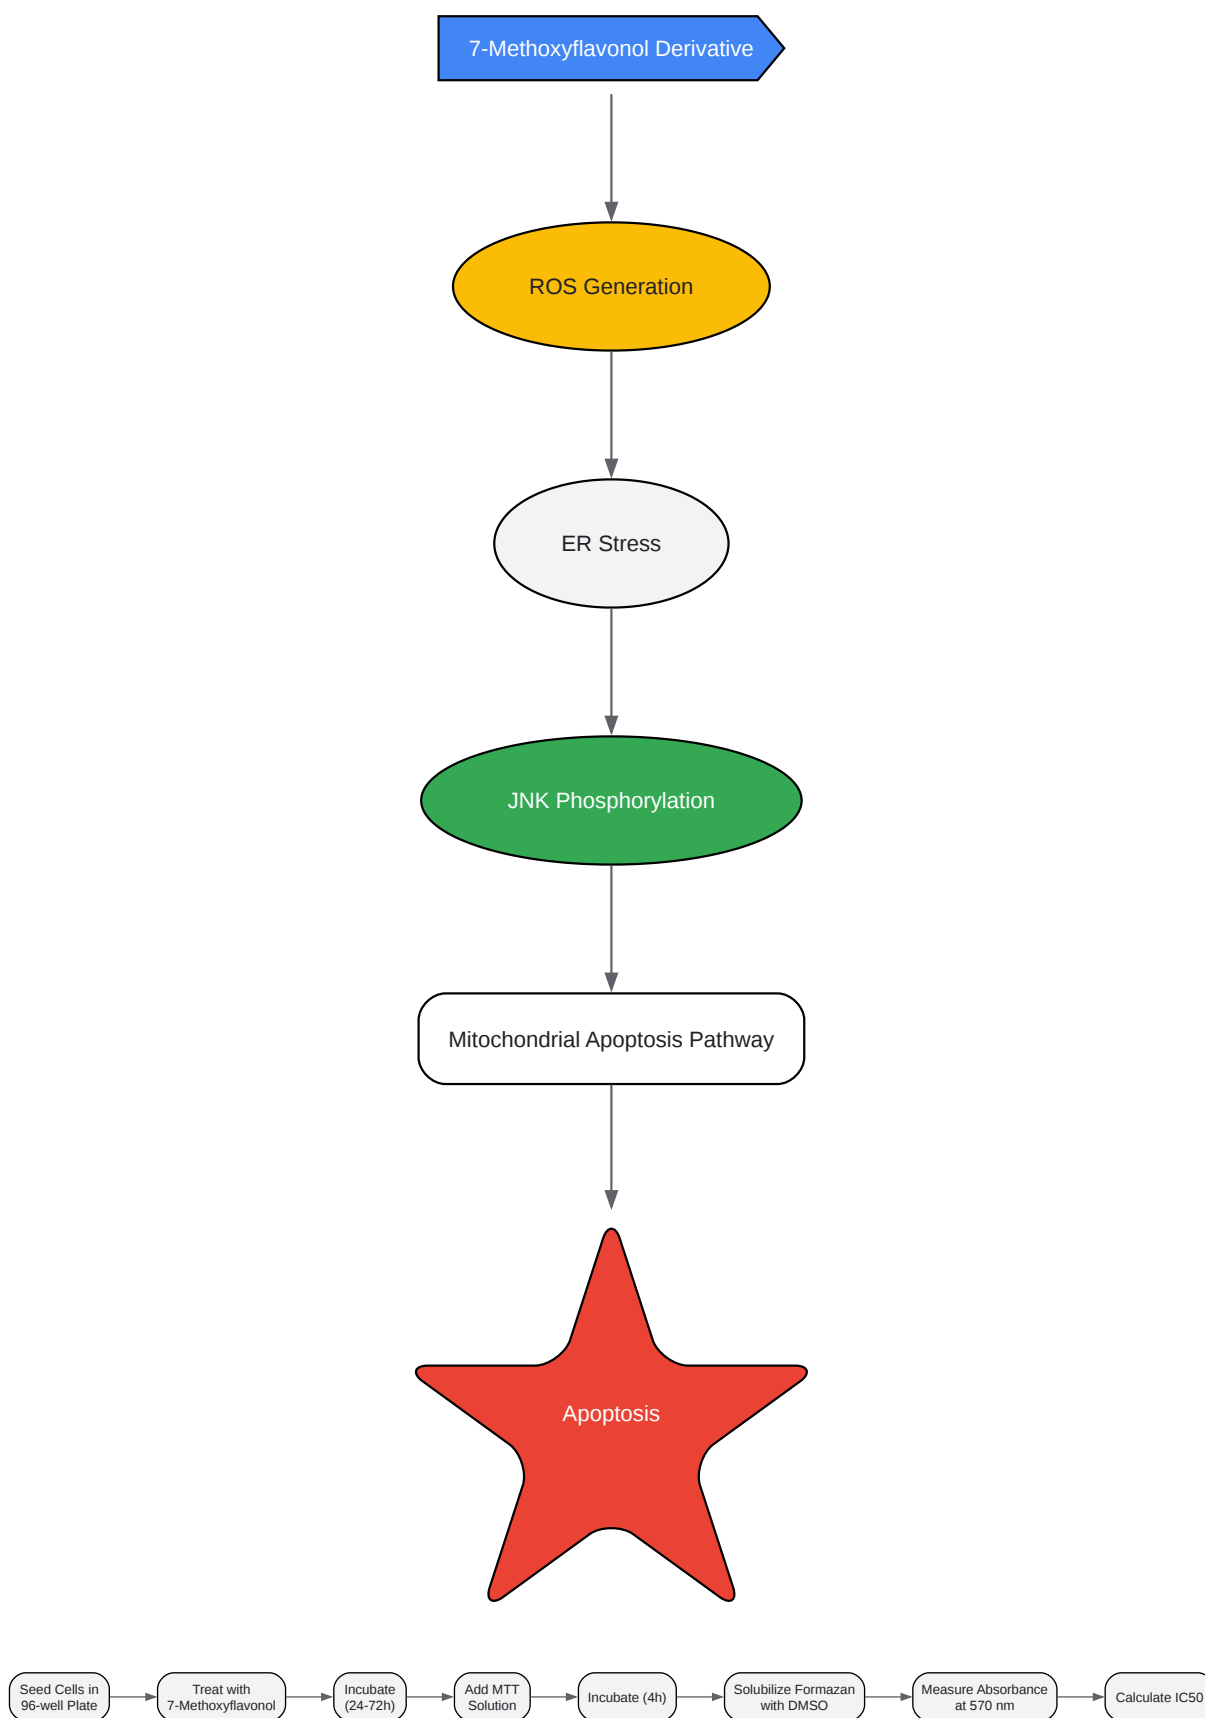 7-Methoxyflavonol Derivative
ROS Generation
ER Stress
JNK Phosphorylation
Mitochondrial Apoptosis Pathway
Apoptosis
Seed Cells in
96-well Plate
Treat with
7-Methoxyflavonol
Incubate
(24-72h)
Add MTT
Solution
Incubate (4h)
Solubilize Formazan
with DMSO
Measure Absorbance
at 570 nm
Calculate IC50